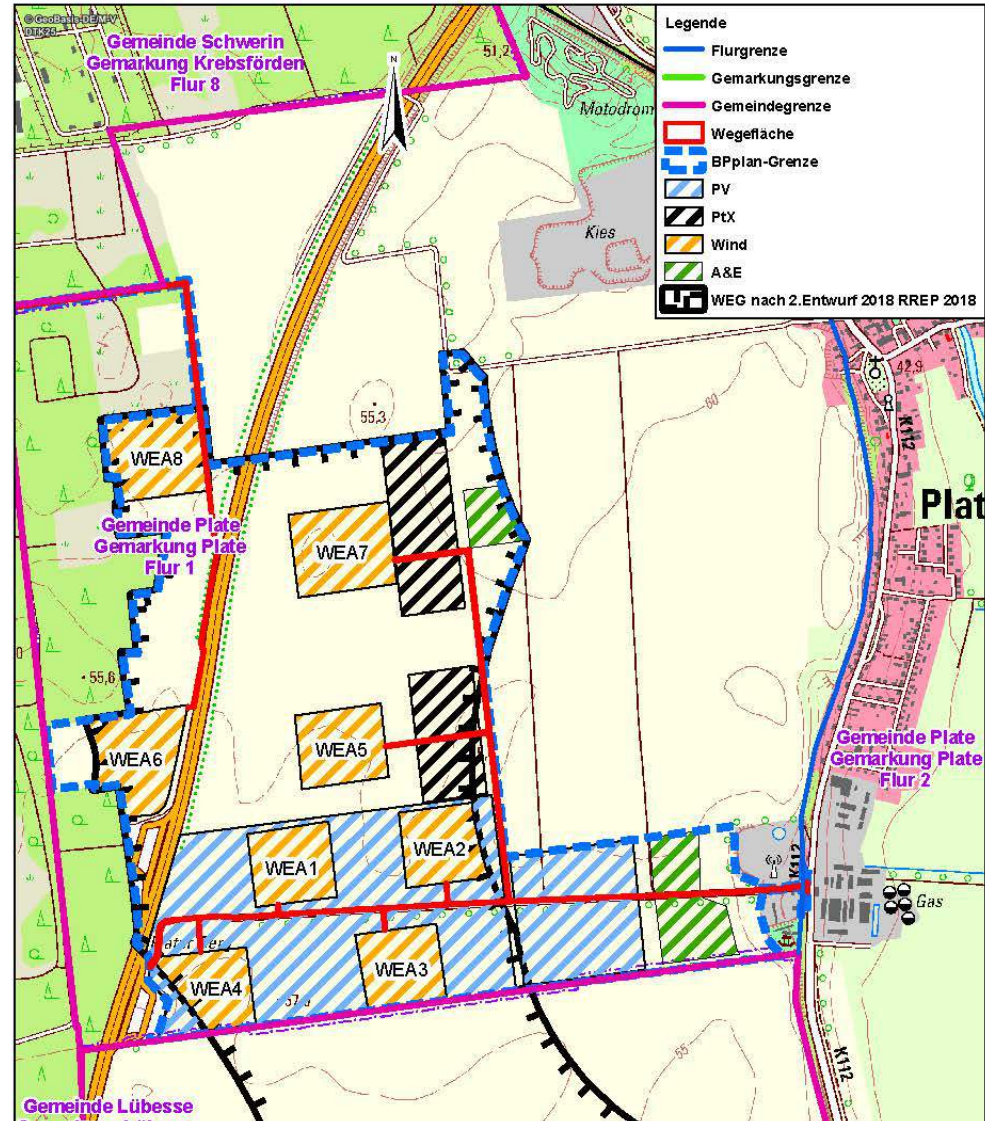 © GeoBasis-DE/M-V
DTK25
Gemeinde Schwerin
Gemarkung Krebsförden
Flur 8
51,2
N
Motodrom
Kies
Legende
Flurgrenze
Gemarkungsgrenze
Gemeindegrenze
Wegefläche
BPplan-Grenze
PV
PtX
Wind
A&E
WEG nach 2.Entwurf 2018 RREP 2018
42,9
K112
55,3
60
WEA8
Plat
Gemeinde Plate
Gemarkung Plate
Flur 1
WEA7
55,6
WEA6
WEA5
Gemeinde Plate
Gemarkung Plate
Flur 2
WEA1
WEA2
K112
Gas
WEA3
WEA4
55
K112
Gemeinde Lübesse